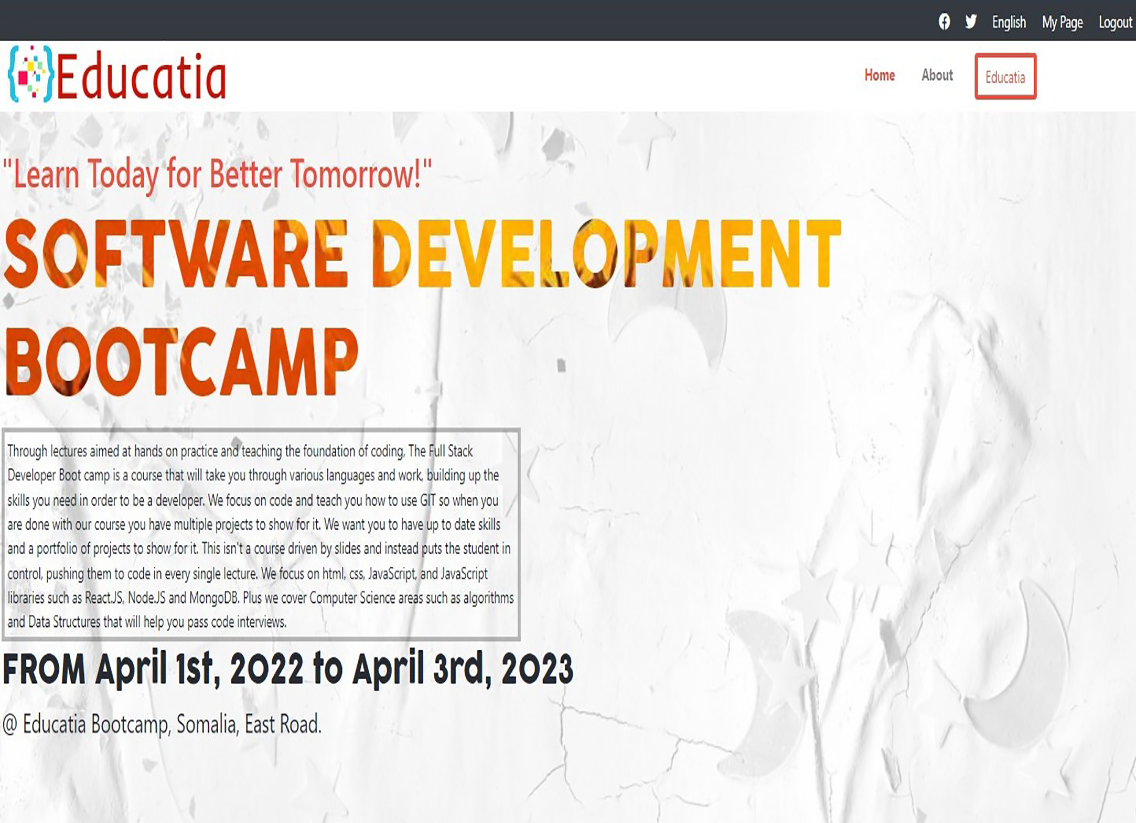 English My Page Logout
Educatia
Home About Educatia
"Learn Today for Better Tomorrow!"
SOFTWARE DEVELOPMENT
BOOTCAMP
Through lectures aimed at hands on practice and teaching the foundation of coding, The Full Stack
Developer Boot camp is a course that will take you through various languages and work, building up the
skills you need in order to be a developer. We focus on code and teach you how to use GIT so when you
are done with our course you have multiple projects to show for it. We want you to have up to date skills
and a portfolio of projects to show for it. This isn't a course driven by slides and instead puts the student in
control, pushing them to code in every single lecture. We focus on html, css, JavaScript, and JavaScript
libraries such as React.JS, Node.JS and MongoDB. Plus we cover Computer Science areas such as algorithms
and Data Structures that will help you pass code interviews.
FROM April 1st, 2022 to April 3rd, 2023
@ Educatia Bootcamp, Somalia, East Road.